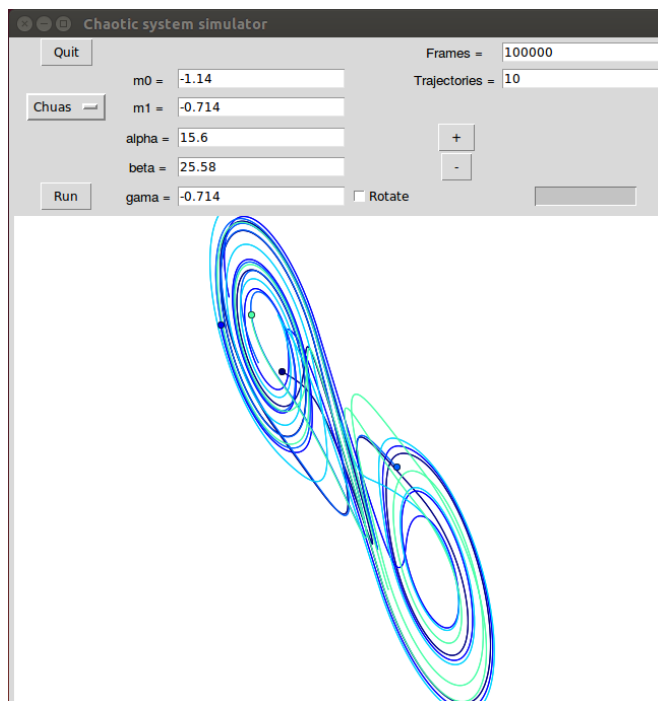 Chaotic system simulator
Quit
Frames = 100000
m0 = -1.14
Trajectories = 10
Chuas
m1 = -0.714
alpha = 15.6
+
beta = 25.58
-
Run
gama = -0.714
Rotate